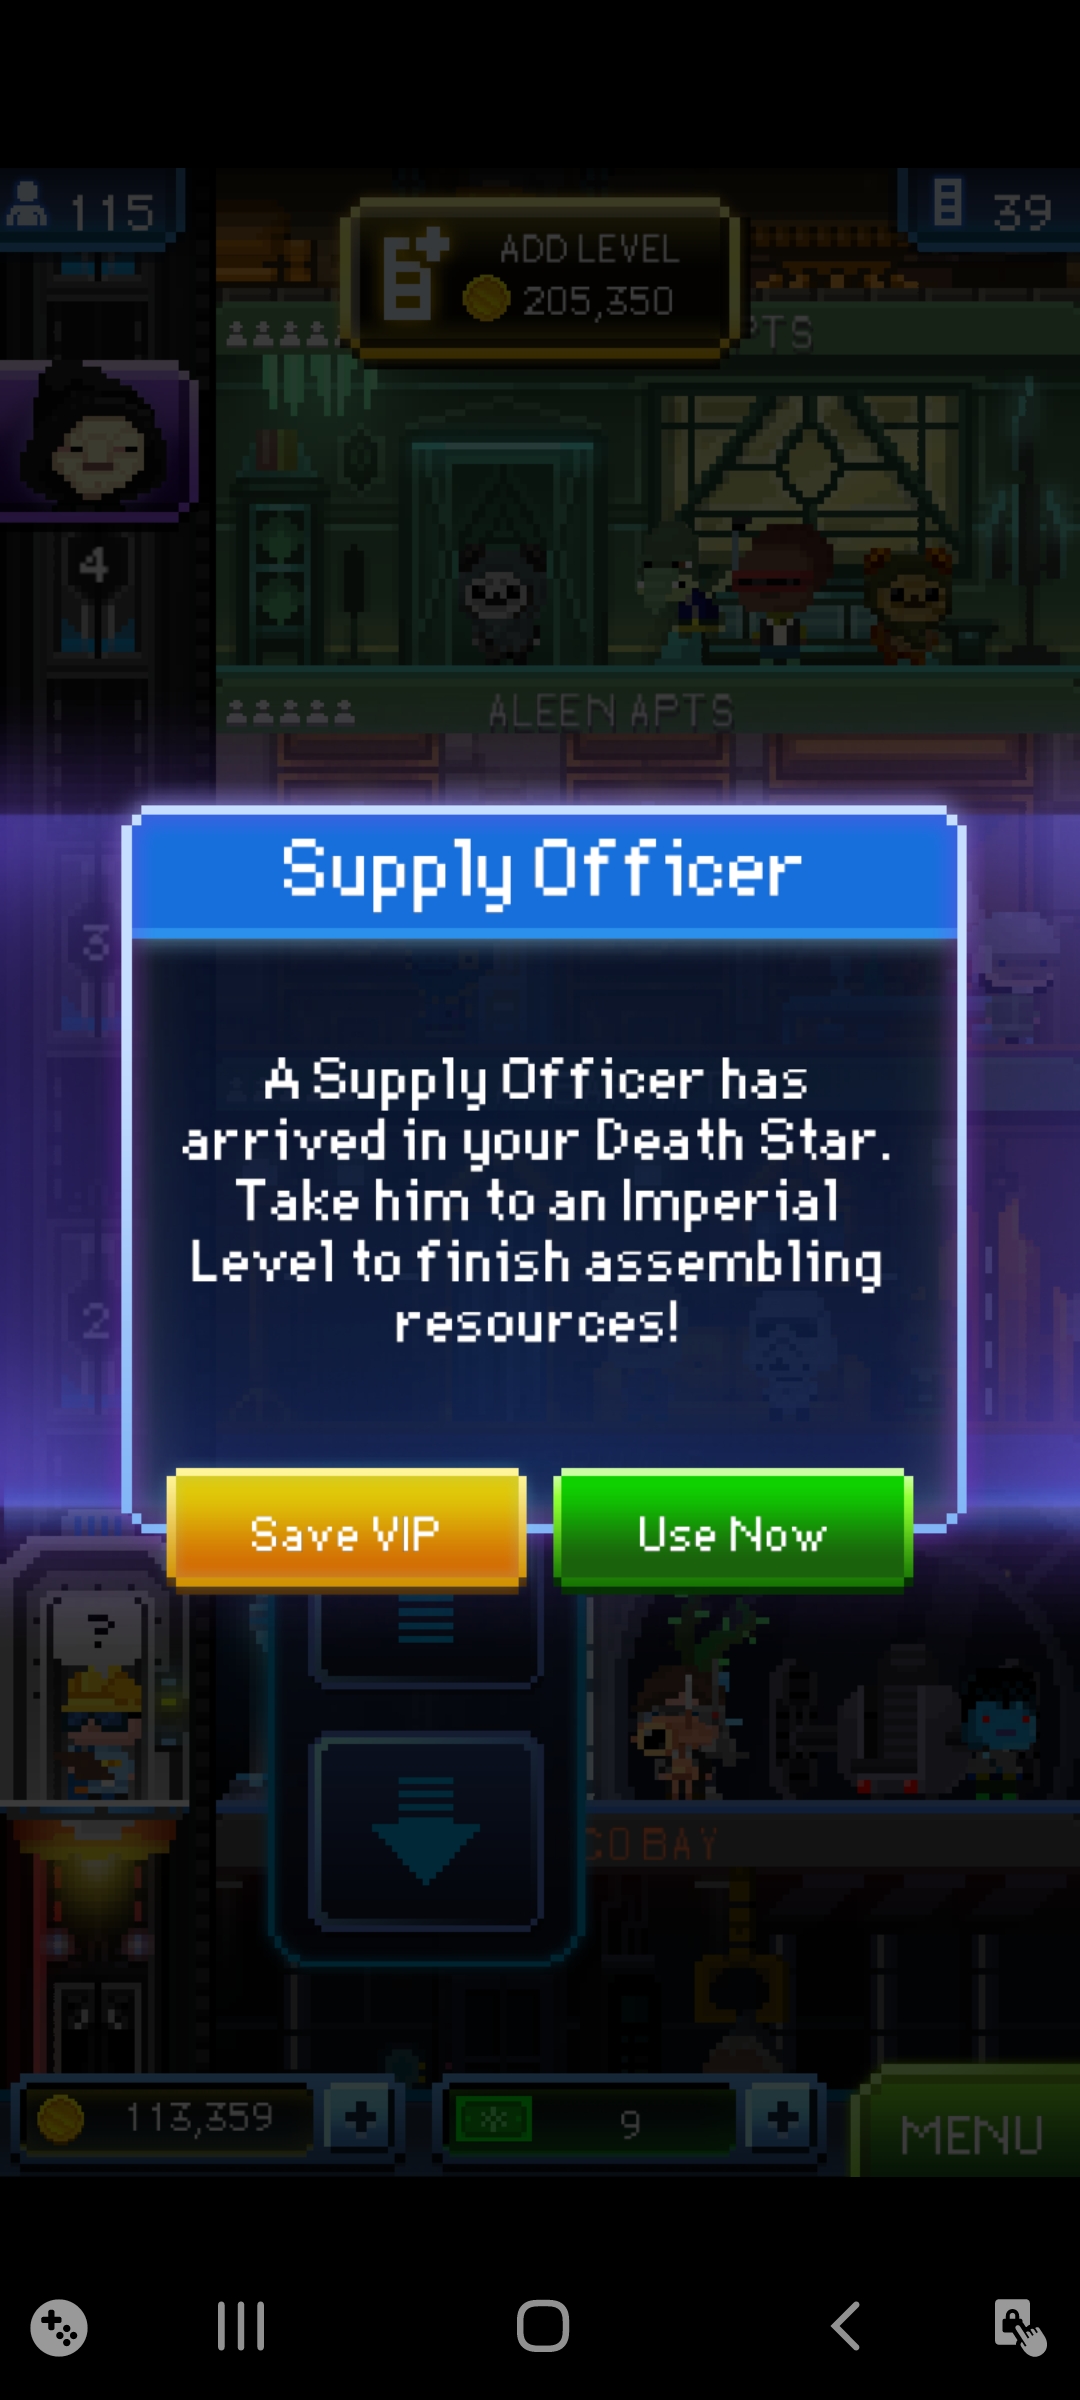 115
39
ADD LEVEL
205,350
PTS
4
ALEEN APTS
Supply Officer
3
A Supply Officer has
arrived in your Death Star.
Take him to an Imperial
Level to finish assembling
resources!
2
Save VIP
Use Now
?
CO BAY
113,359
9
MENU